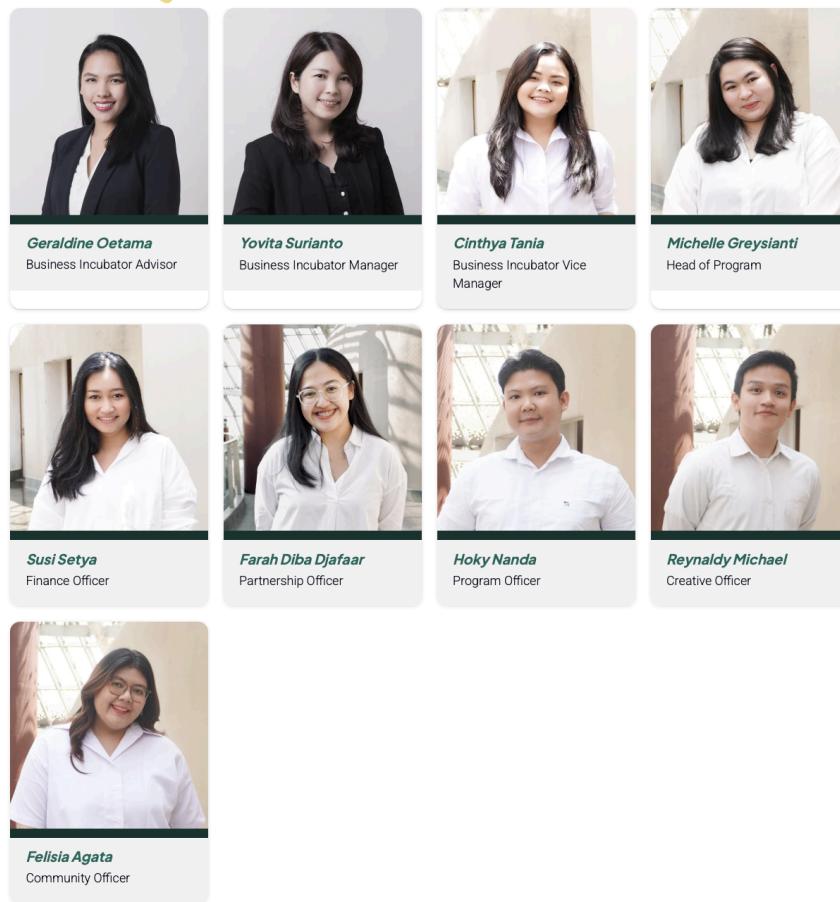 Geraldine Oetama
Business Incubator Advisor
Yovita Surianto
Business Incubator Manager
Cinthya Tania
Business Incubator Vice
Manager
Michelle Greysianti
Head of Program
Susi Setya
Finance Officer
Farah Diba Djafaar
Partnership Officer
Hoky Nanda
Program Officer
Reynaldy Michael
Creative Officer
Felisia Agata
Community Officer